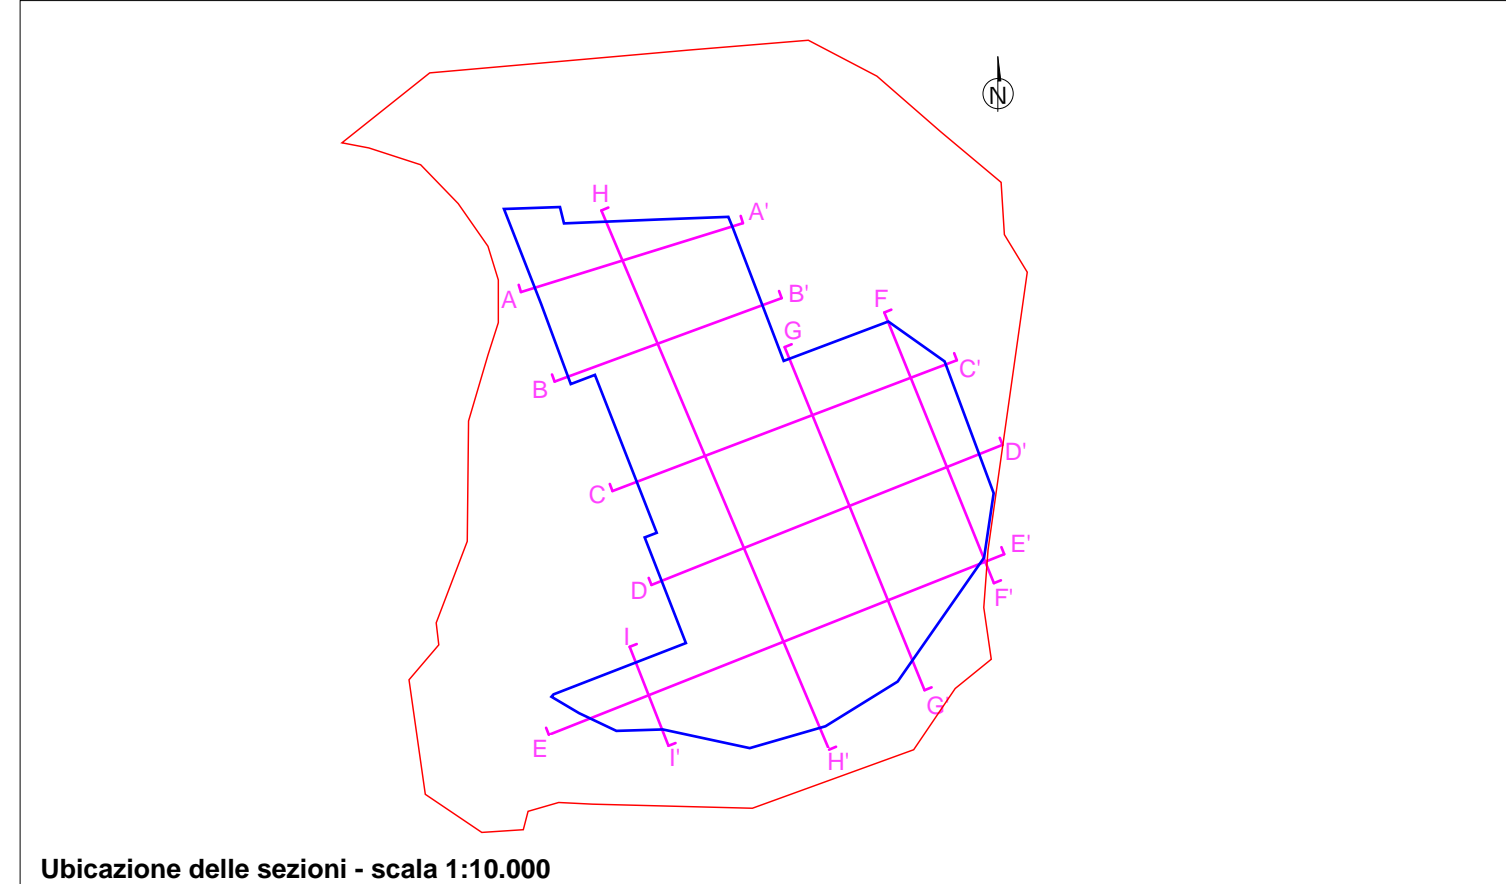 N
H
A'
A
B'
F
G
C'
B
D'
C
E'
D
F'
I
G'
E
I'
H'
Ubicazione delle sezioni - scala 1:10.000